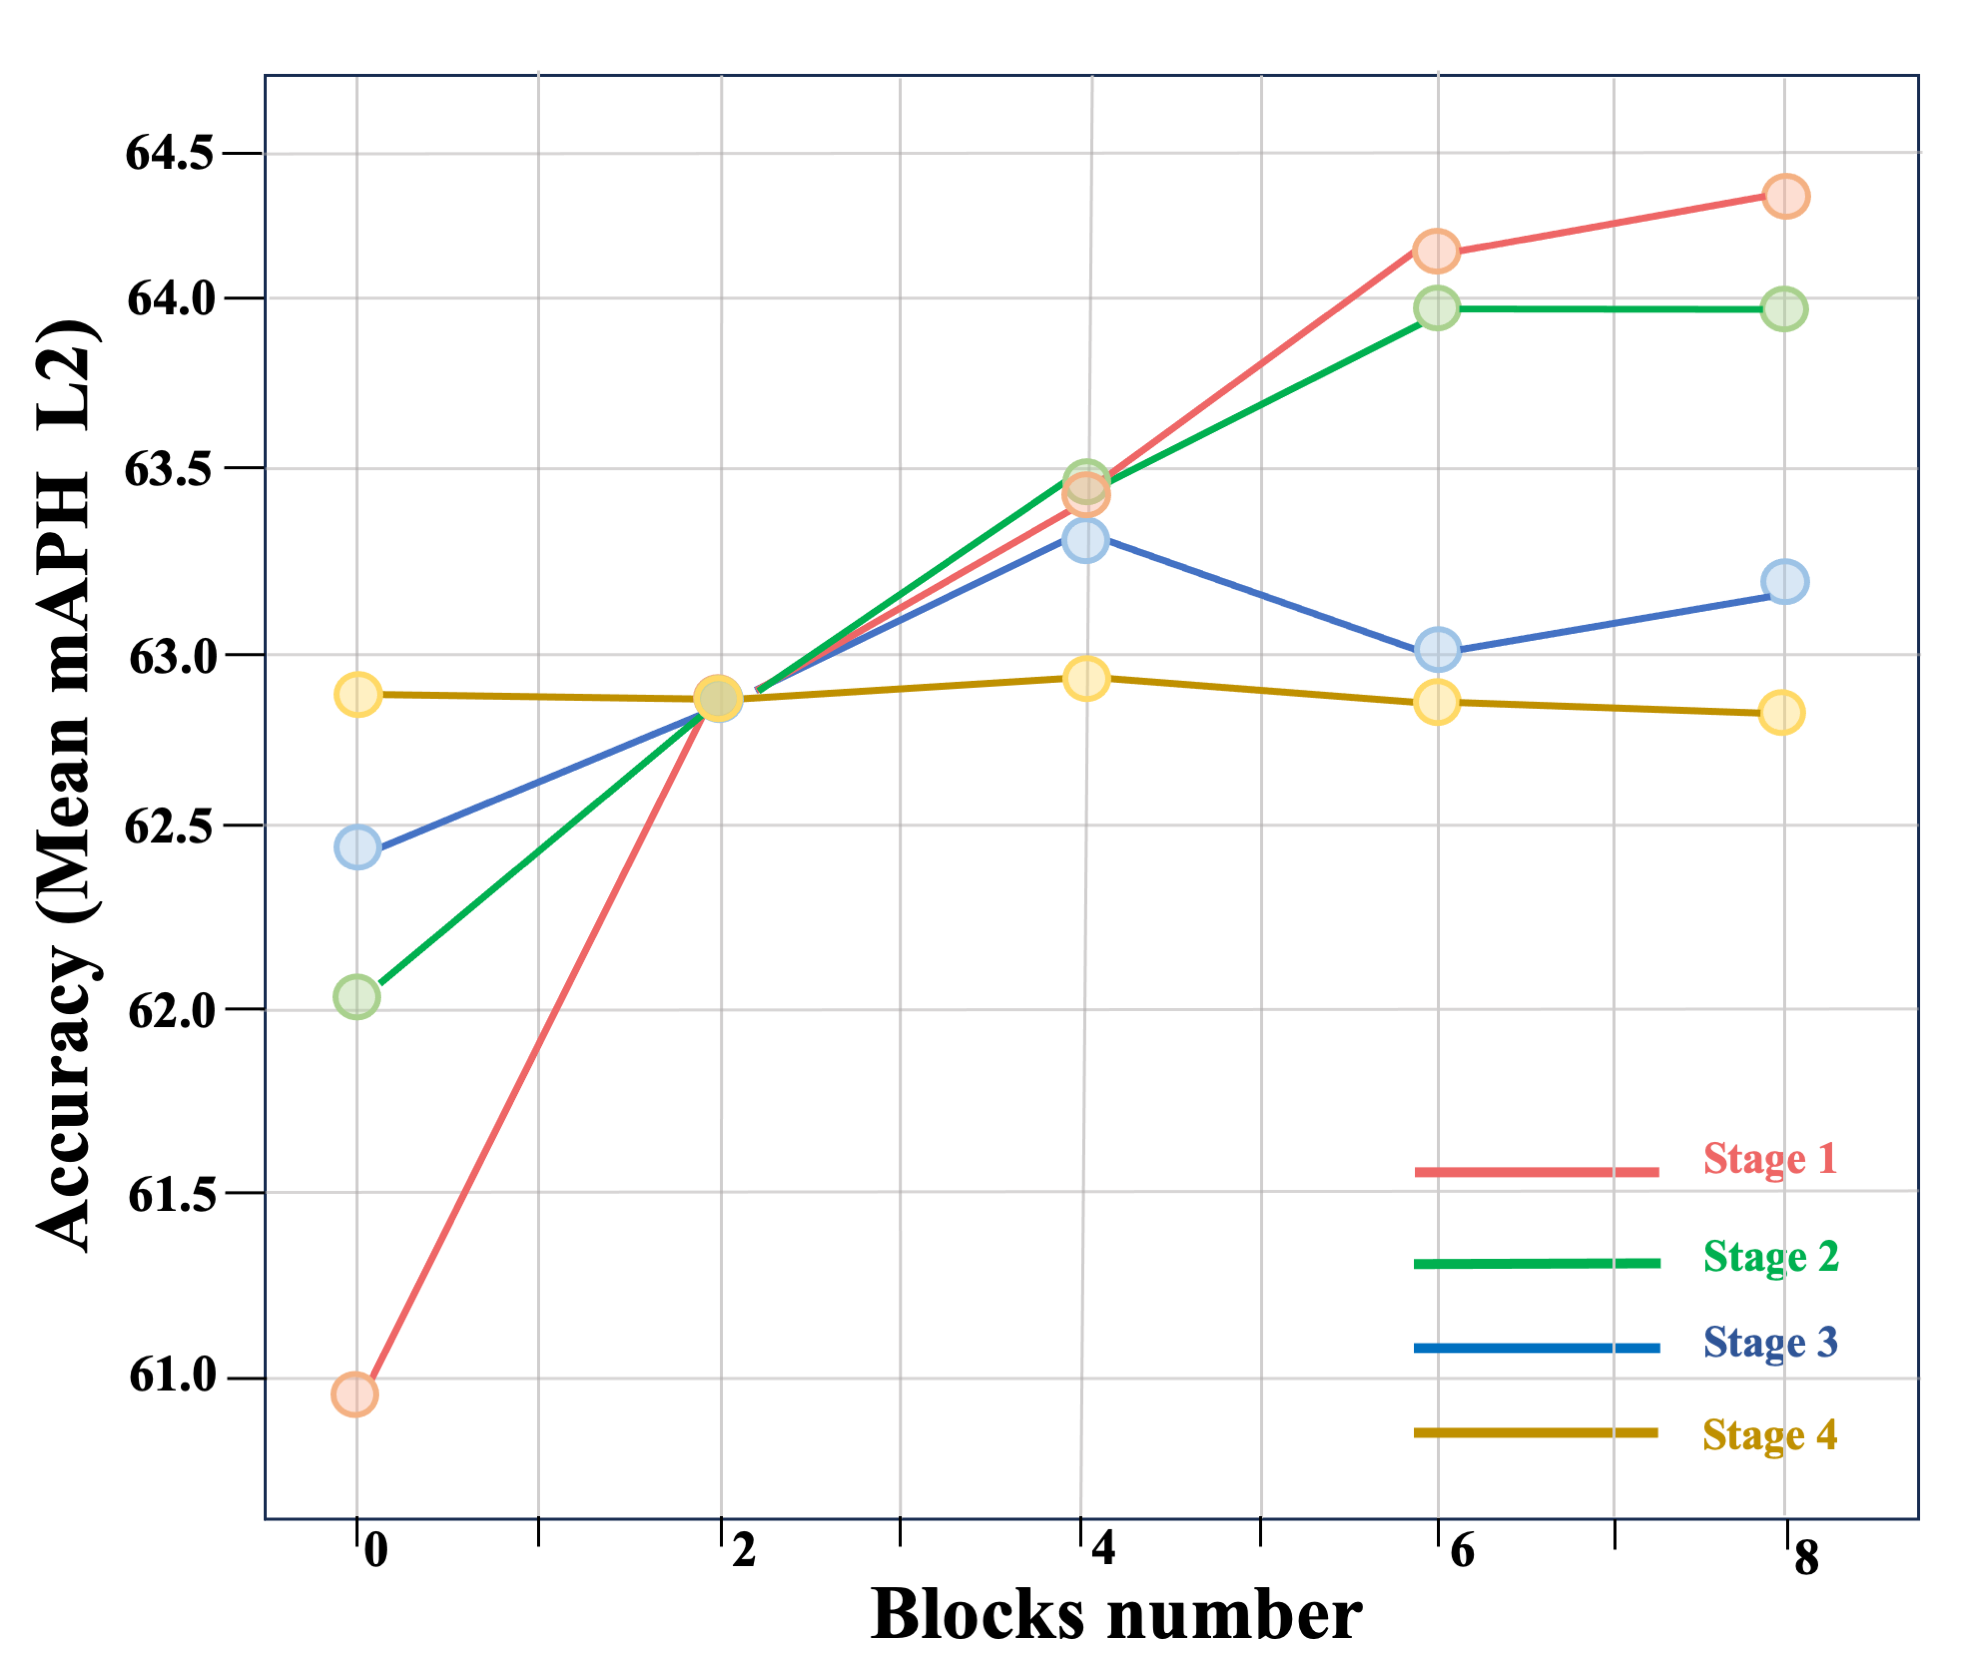 64.5
64.0
63.5
63.0
62.5
62.0
61.5
61.0
Accuracy (Mean mAPH L2)
Stage 1
Stage 2
Stage 3
Stage 4
0 2 4 6 8
Blocks number